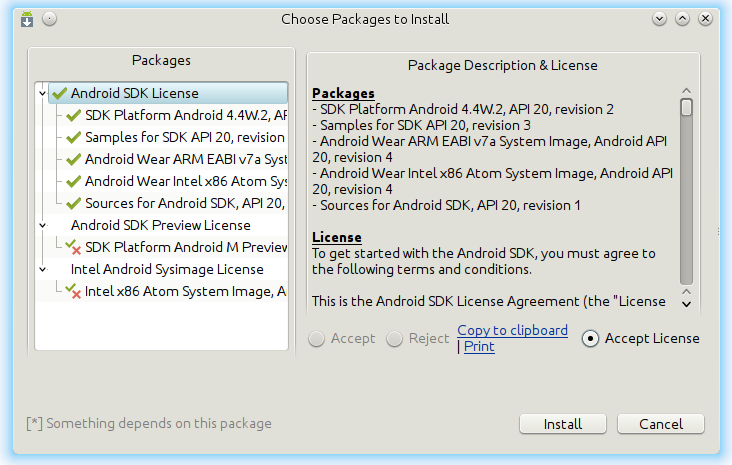 Choose Packages to Install
Packages
Android SDK License
SDK Platform Android 4.4W.2, AF
Samples for SDK API 20, revision
Android Wear ARM EABI v7a Syst
Android Wear Intel x86 Atom Sys
Sources for Android SDK, API 20,
Android SDK Preview License
SDK Platform Android M Preview
Intel Android Sysimage License
Intel x86 Atom System Image, A
Package Description & License
Packages
- SDK Platform Android 4.4W.2, API 20, revision 2
- Samples for SDK API 20, revision 3
- Android Wear ARM EABI v7a System Image, Android API
20, revision 4
- Android Wear Intel x86 Atom System Image, Android API
20, revision 4
- Sources for Android SDK, API 20, revision 1
License
To get started with the Android SDK, you must agree to
the following terms and conditions.
This is the Android SDK License Agreement (the "License
Accept
Reject
Copy to clipboard
| Print
Accept License
[*] Something depends on this package
Install
Cancel